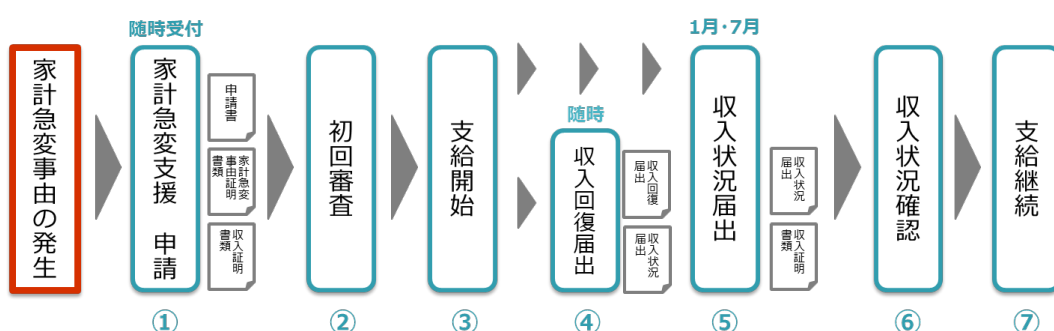 家計急変事由の発生
随時受付
家計急変支援　申請
申請書
家計急変
事由証明
書類
収入証明
書類
①
初回審査
②
支給開始
③
随時
収入回復届出
収入回復
届出
収入状況
届出
④
1月・7月
収入状況届出
収入状況
届出
収入証明
書類
⑤
収入状況確認
⑥
支給継続
⑦